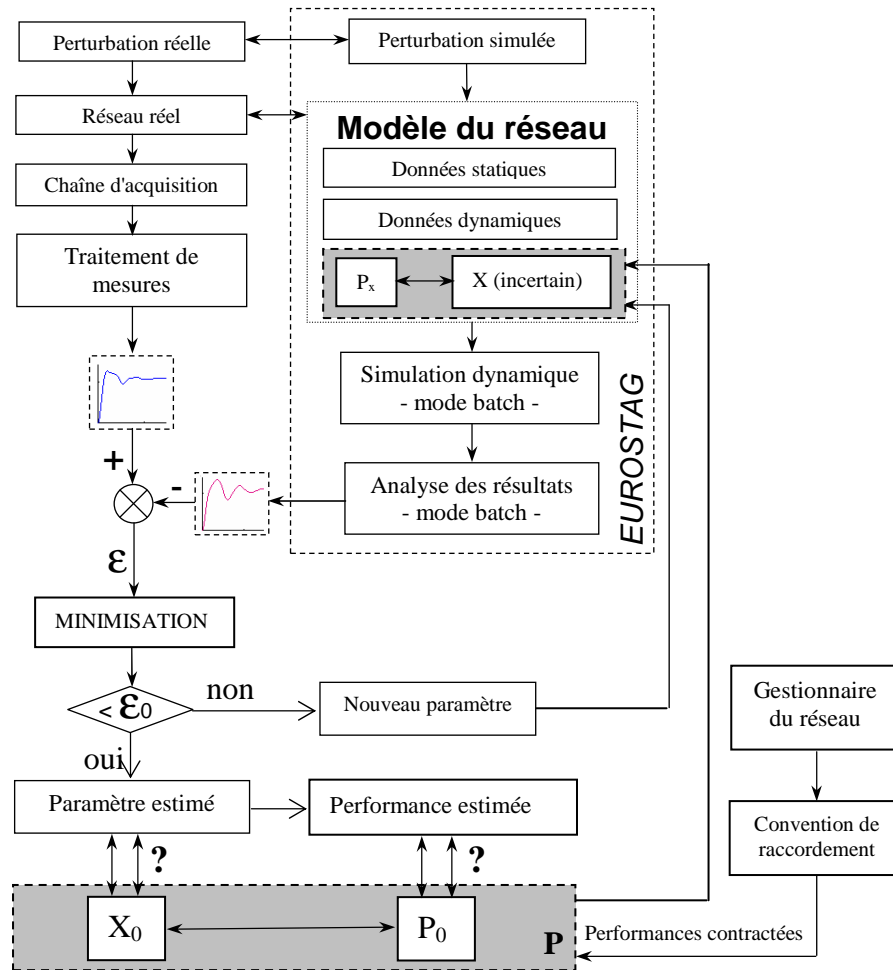 Perturbation réelle
Perturbation simulée
Réseau réel
Modèle du réseau
Données statiques
Chaîne d'acquisition
Données dynamiques
Traitement de
mesures
Pₓ
X (incertain)
Simulation dynamique
- mode batch -
EUROSTAG
+
-
Analyse des résultats
- mode batch -
ε
MINIMISATION
< ε0
non
Nouveau paramètre
Gestionnaire
du réseau
oui
Paramètre estimé
Performance estimée
Convention de
raccordement
?
?
X₀
P₀
P
Performances contractées